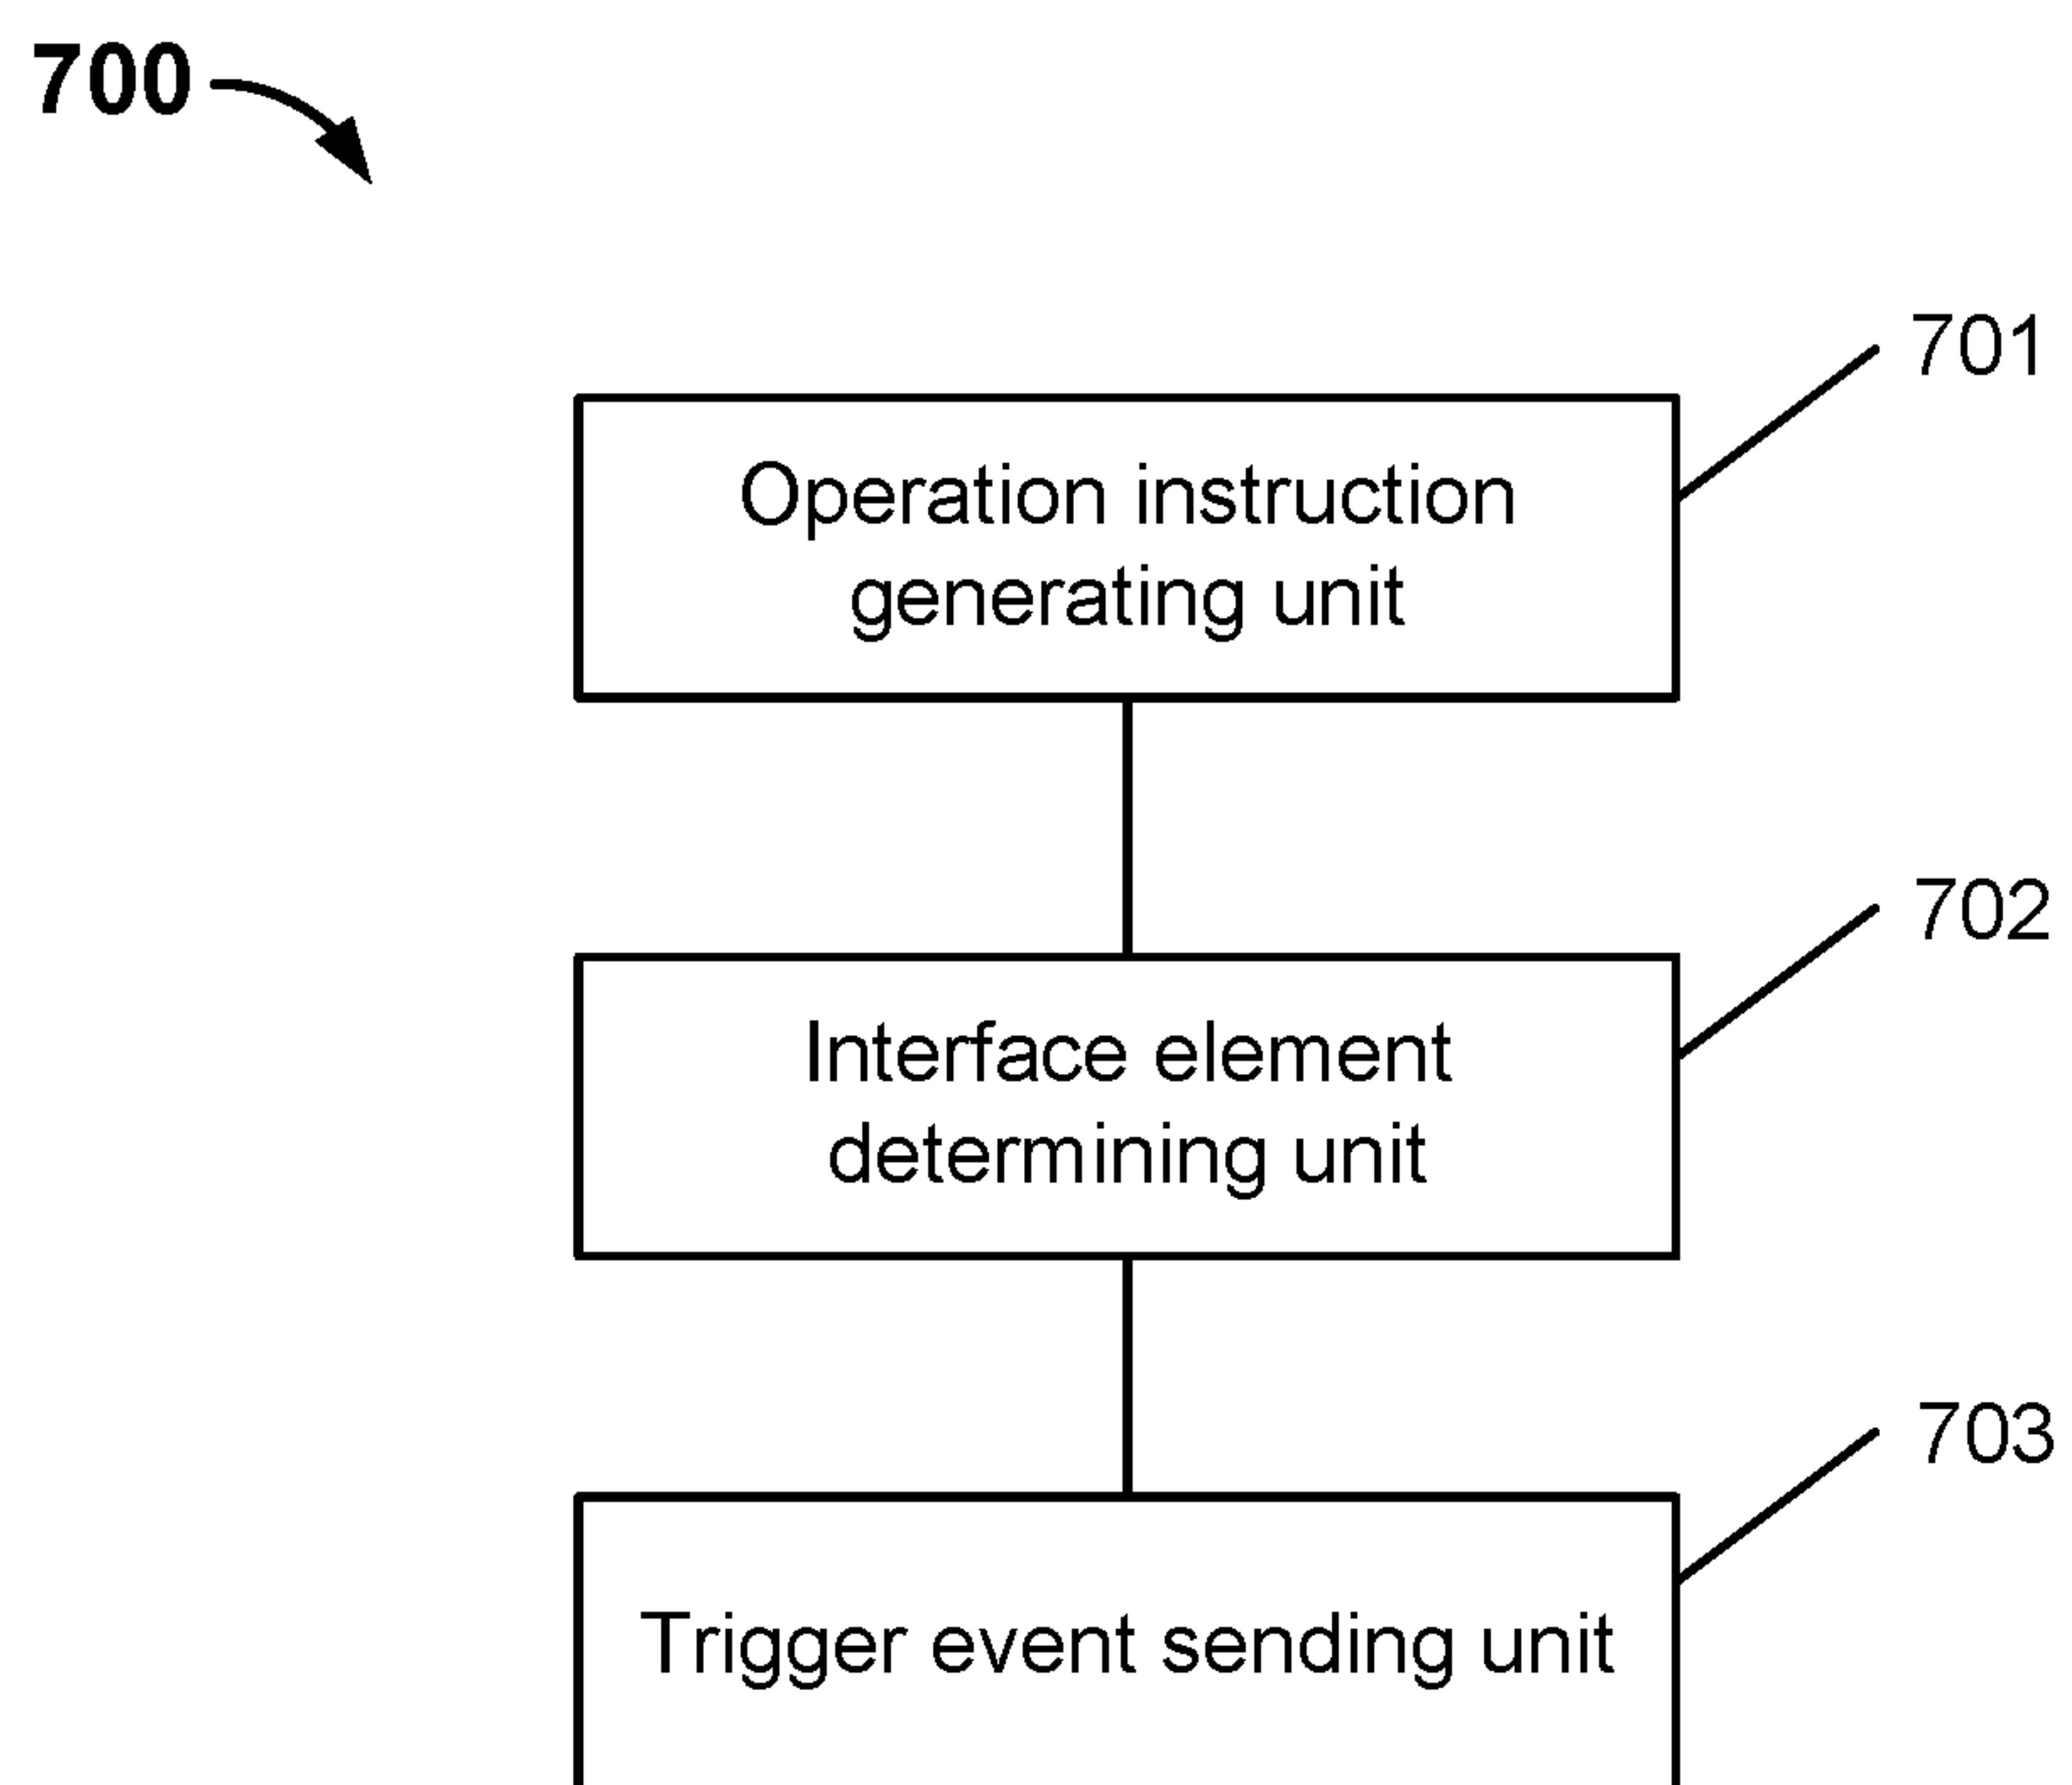 700
701
Operation instruction
generating unit
702
Interface element
determining unit
703
Trigger event sending unit